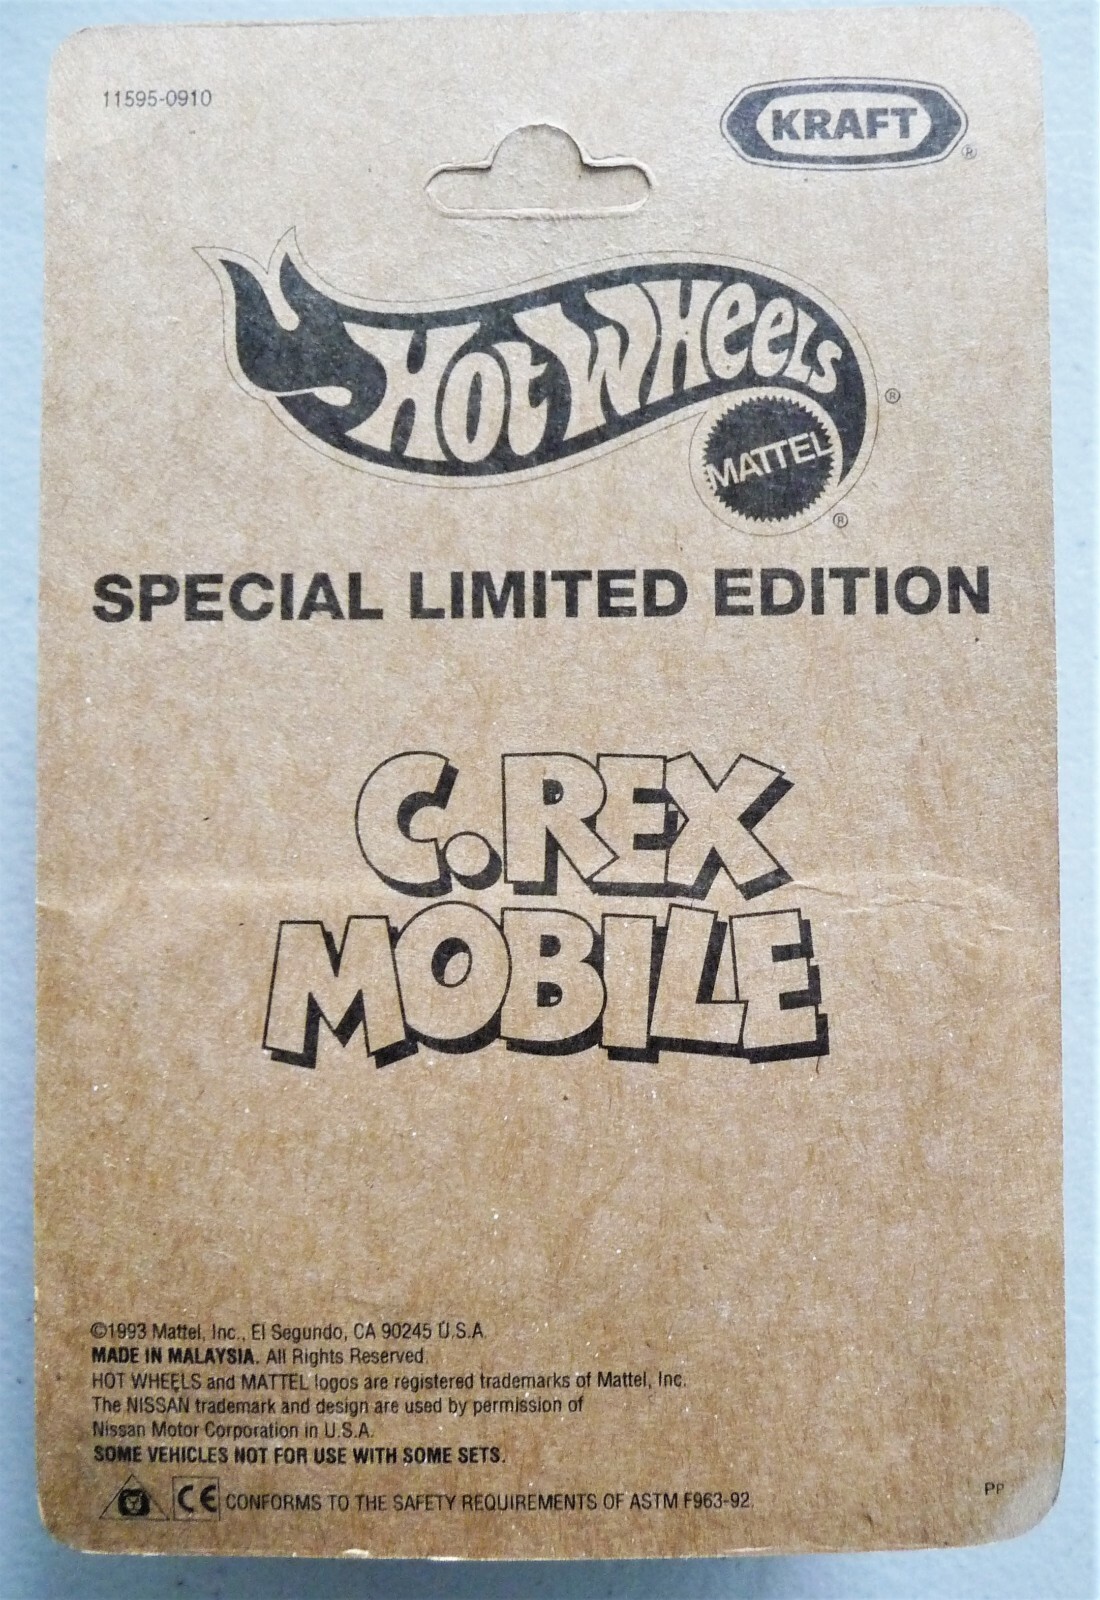 11595-0910
KRAFT
®
HOT WHEELS
®
MATTEL
®
SPECIAL LIMITED EDITION
C.REX
MOBILE
©1993 Mattel, Inc., El Segundo, CA 90245 U.S.A.
MADE IN MALAYSIA. All Rights Reserved.
HOT WHEELS and MATTEL logos are registered trademarks of Mattel, Inc.
The NISSAN trademark and design are used by permission of
Nissan Motor Corporation in U.S.A.
SOME VEHICLES NOT FOR USE WITH SOME SETS.
CE CONFORMS TO THE SAFETY REQUIREMENTS OF ASTM F963-92.
PP